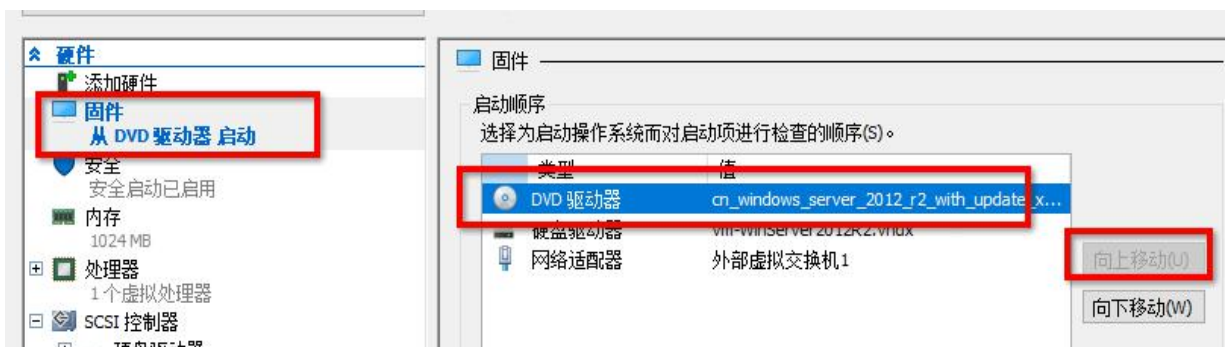 硬件
添加硬件
固件
从 DVD 驱动器 启动
安全
安全启动已启用
内存
1024 MB
处理器
1 个虚拟处理器
SCSI 控制器
硬盘驱动器
固件
启动顺序
选择为启动操作系统而对启动项进行检查的顺序(S)。
类型 值
DVD 驱动器 cn_windows_server_2012_r2_with_update_x...
硬盘驱动器 vm-WinServer2012R2.vhdx
网络适配器 外部虚拟交换机1
向上移动(U)
向下移动(W)